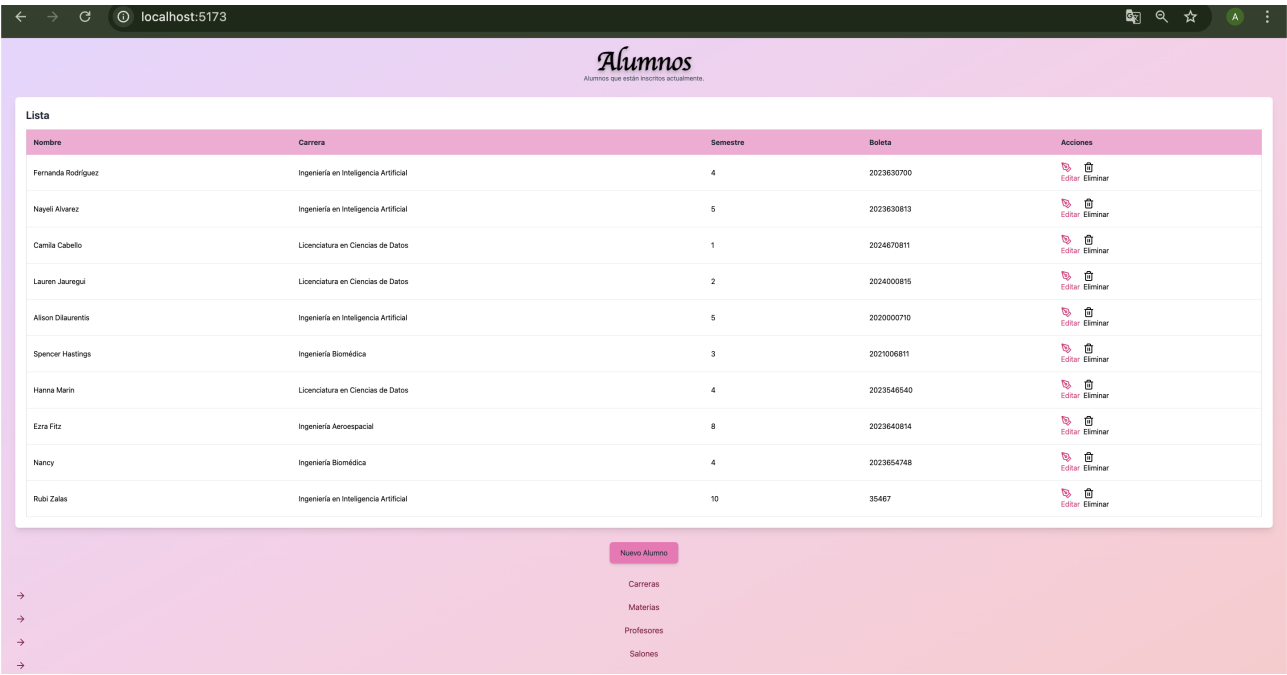 localhost:5173
A
Alumnos
Alumnos que están inscritos actualmente.
Lista
Nombre Carrera Semestre Boleta Acciones
Fernanda Rodríguez Ingeniería en Inteligencia Artificial 4 2023630700 Editar Eliminar
Nayeli Alvarez Ingeniería en Inteligencia Artificial 5 2023630813 Editar Eliminar
Camila Cabello Licenciatura en Ciencias de Datos 1 2024670811 Editar Eliminar
Lauren Jauregui Licenciatura en Ciencias de Datos 2 2024000815 Editar Eliminar
Alison Dilaurentis Ingeniería en Inteligencia Artificial 5 2020000710 Editar Eliminar
Spencer Hastings Ingeniería Biomédica 3 2021006811 Editar Eliminar
Hanna Marin Licenciatura en Ciencias de Datos 4 2023546540 Editar Eliminar
Ezra Fitz Ingeniería Aeroespacial 8 2023640814 Editar Eliminar
Nancy Ingeniería Biomédica 4 2023654748 Editar Eliminar
Rubi Zalas Ingeniería en Inteligencia Artificial 10 35467 Editar Eliminar
Nuevo Alumno
Carreras
Materias
Profesores
Salones